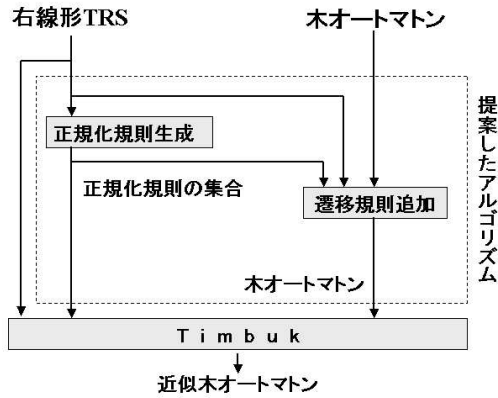 右線形TRS
木オートマトン
提案したアルゴリズム
正規化規則生成
正規化規則の集合
遷移規則追加
木オートマトン
Timbuk
近似木オートマトン